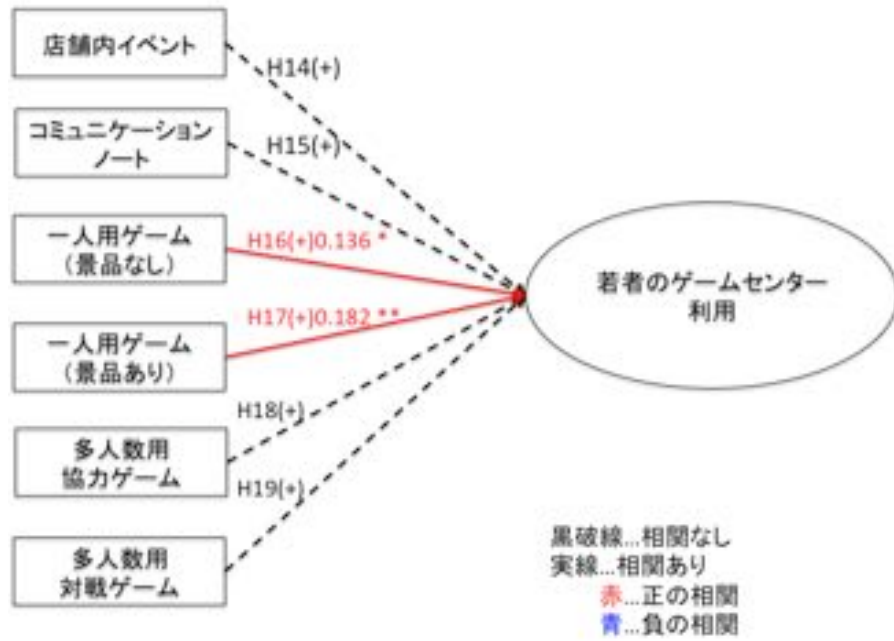 店舗内イベント
H14(+)
コミュニケーション
ノート
H15(+)
一人用ゲーム
(景品なし)
H16(+)0.136 *
一人用ゲーム
(景品あり)
H17(+)0.182 **
若者のゲームセンター
利用
多人数用
協力ゲーム
H18(+)
多人数用
対戦ゲーム
H19(+)
黒破線...相関なし
実線...相関あり
赤...正の相関
青...負の相関